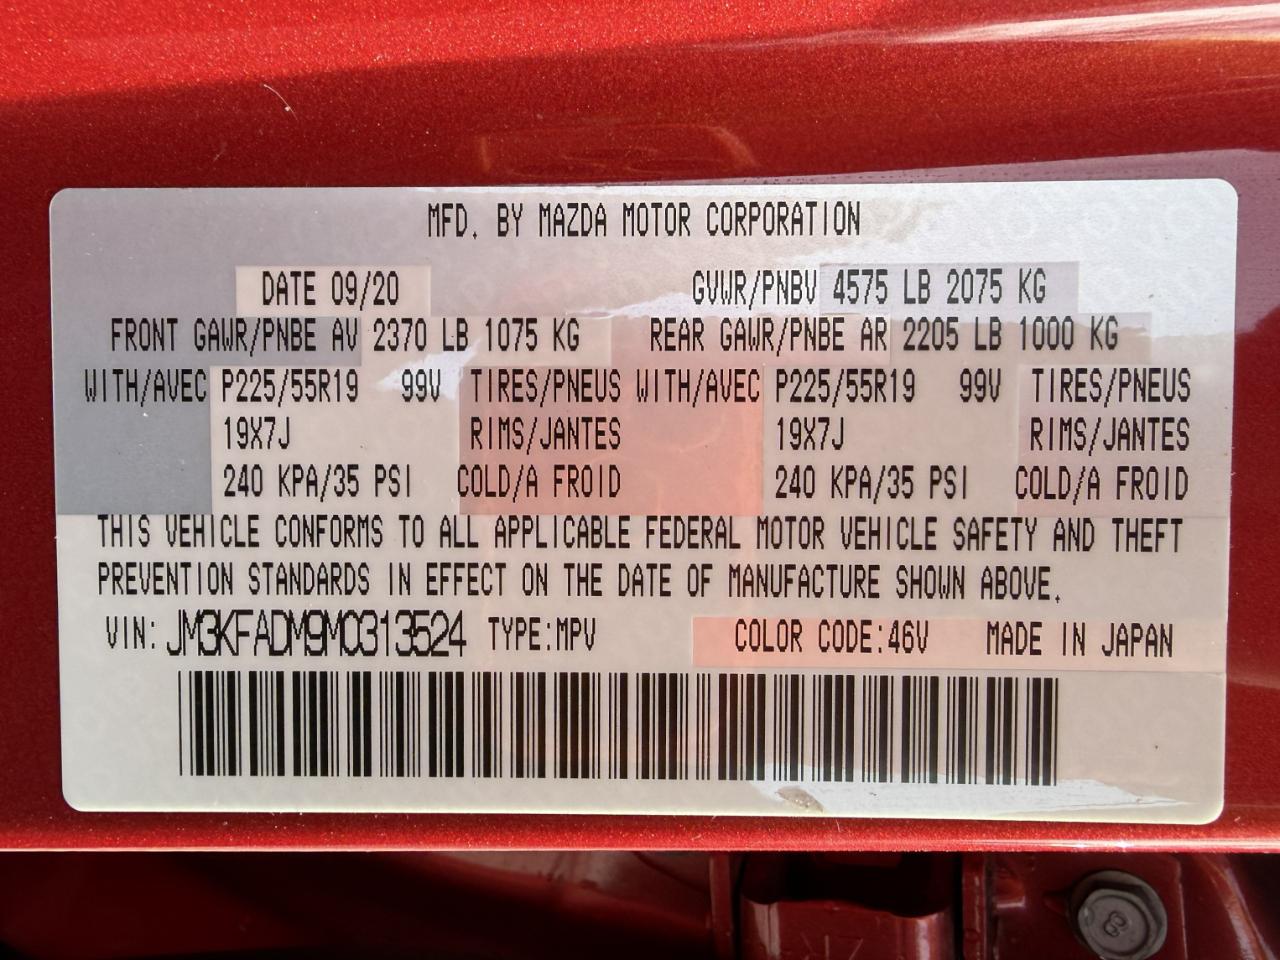 MFD. BY MAZDA MOTOR CORPORATION
DATE 09/20 GVWR/PNBV 4575 LB 2075 KG
FRONT GAWR/PNBE AV 2370 LB 1075 KG REAR GAWR/PNBE AR 2205 LB 1000 KG
WITH/AVEC P225/55R19 99V TIRES/PNEUS WITH/AVEC P225/55R19 99V TIRES/PNEUS
19X7J RIMS/JANTES 19X7J RIMS/JANTES
240 KPA/35 PSI COLD/A FROID 240 KPA/35 PSI COLD/A FROID
THIS VEHICLE CONFORMS TO ALL APPLICABLE FEDERAL MOTOR VEHICLE SAFETY AND THEFT
PREVENTION STANDARDS IN EFFECT ON THE DATE OF MANUFACTURE SHOWN ABOVE.
VIN: JM3KFADM9M0313524 TYPE:MPV COLOR CODE:46V MADE IN JAPAN
8